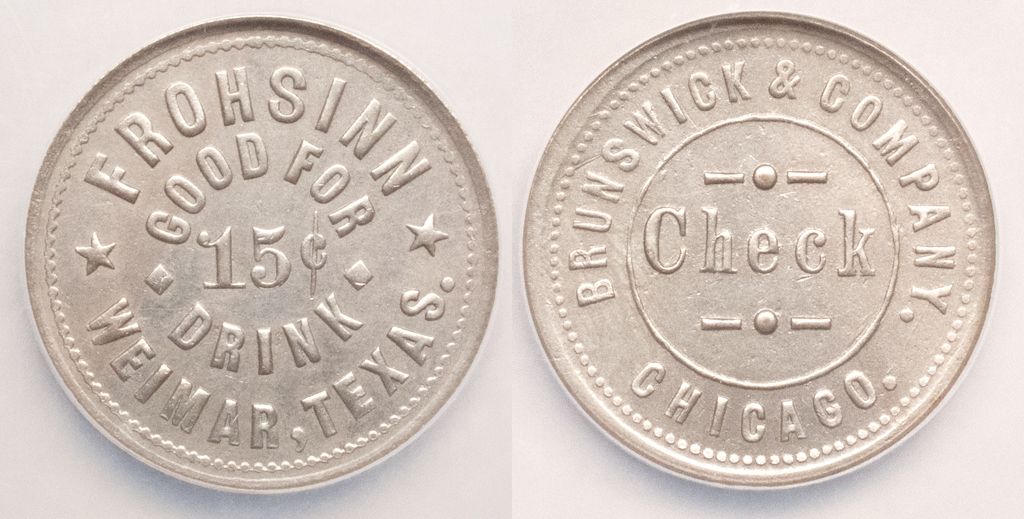 FROHSINN
GOOD FOR
15¢
DRINK
WEIMAR, TEXAS.
BRUNSWICK & COMPANY.
Check
CHICAGO.